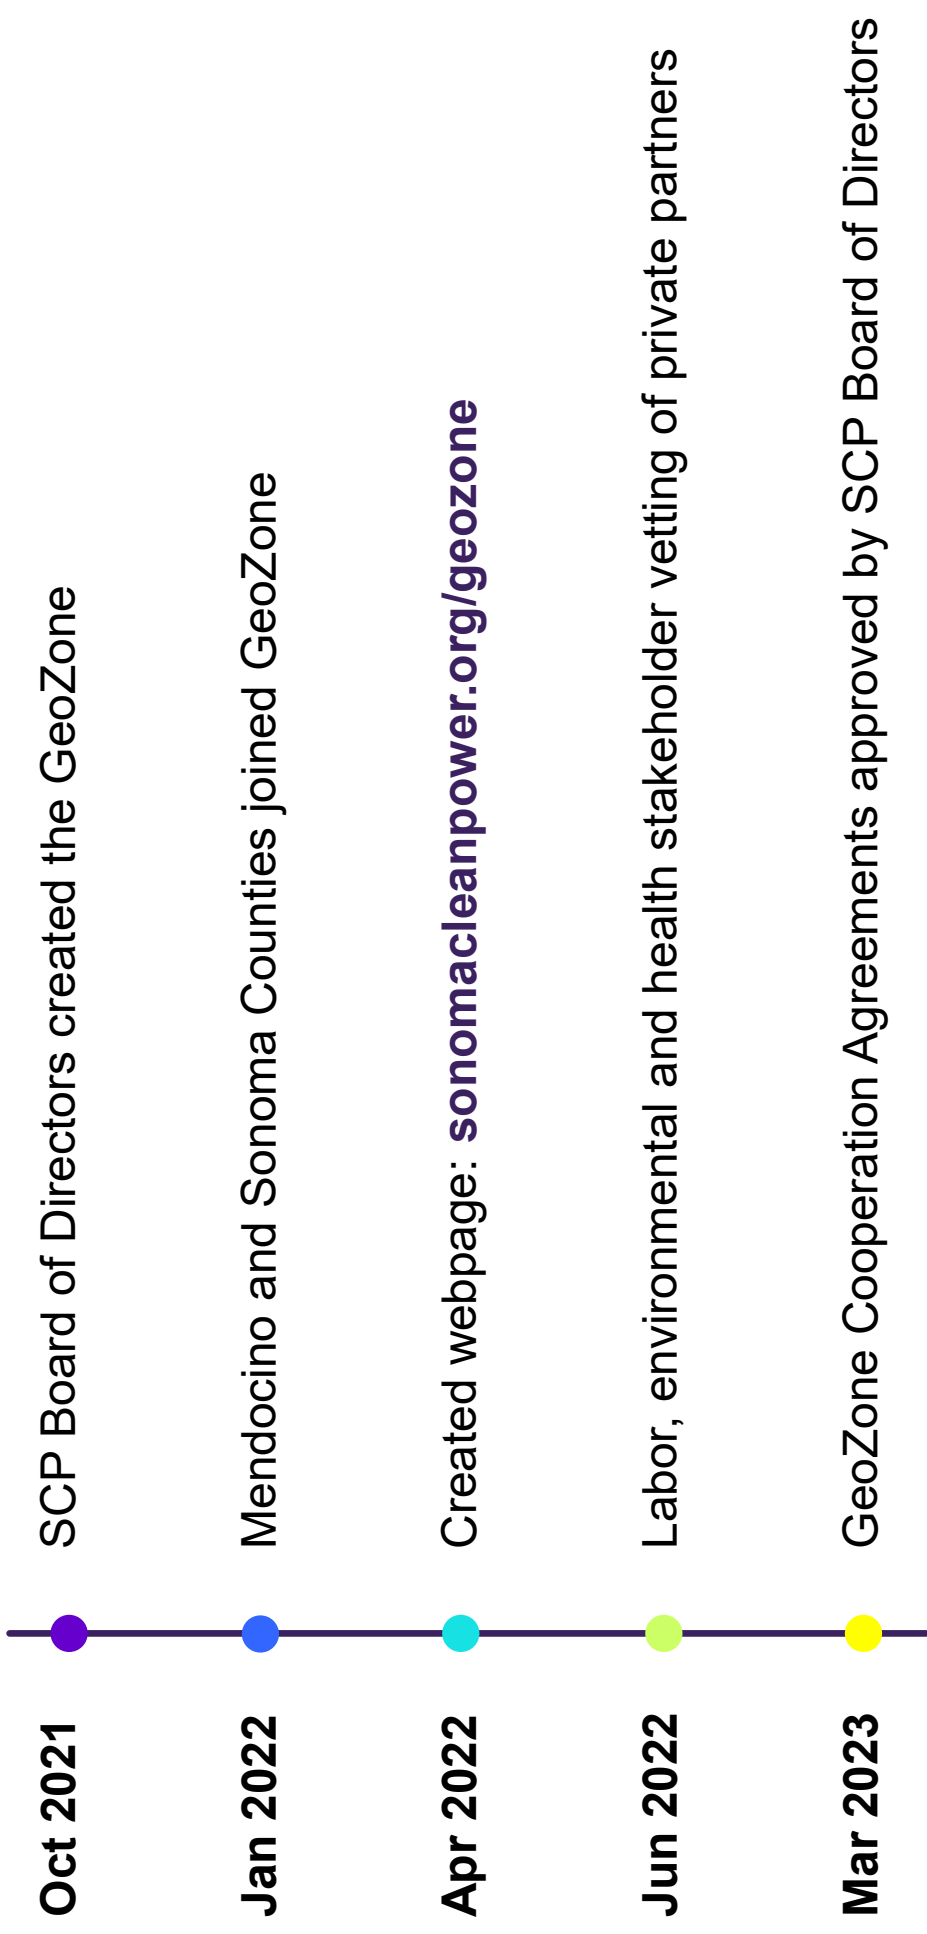 Oct 2021
SCP Board of Directors created the GeoZone
Jan 2022
Mendocino and Sonoma Counties joined GeoZone
Apr 2022
Created webpage: sonomacleanpower.org/geozone
Jun 2022
Labor, environmental and health stakeholder vetting of private partners
Mar 2023
GeoZone Cooperation Agreements approved by SCP Board of Directors